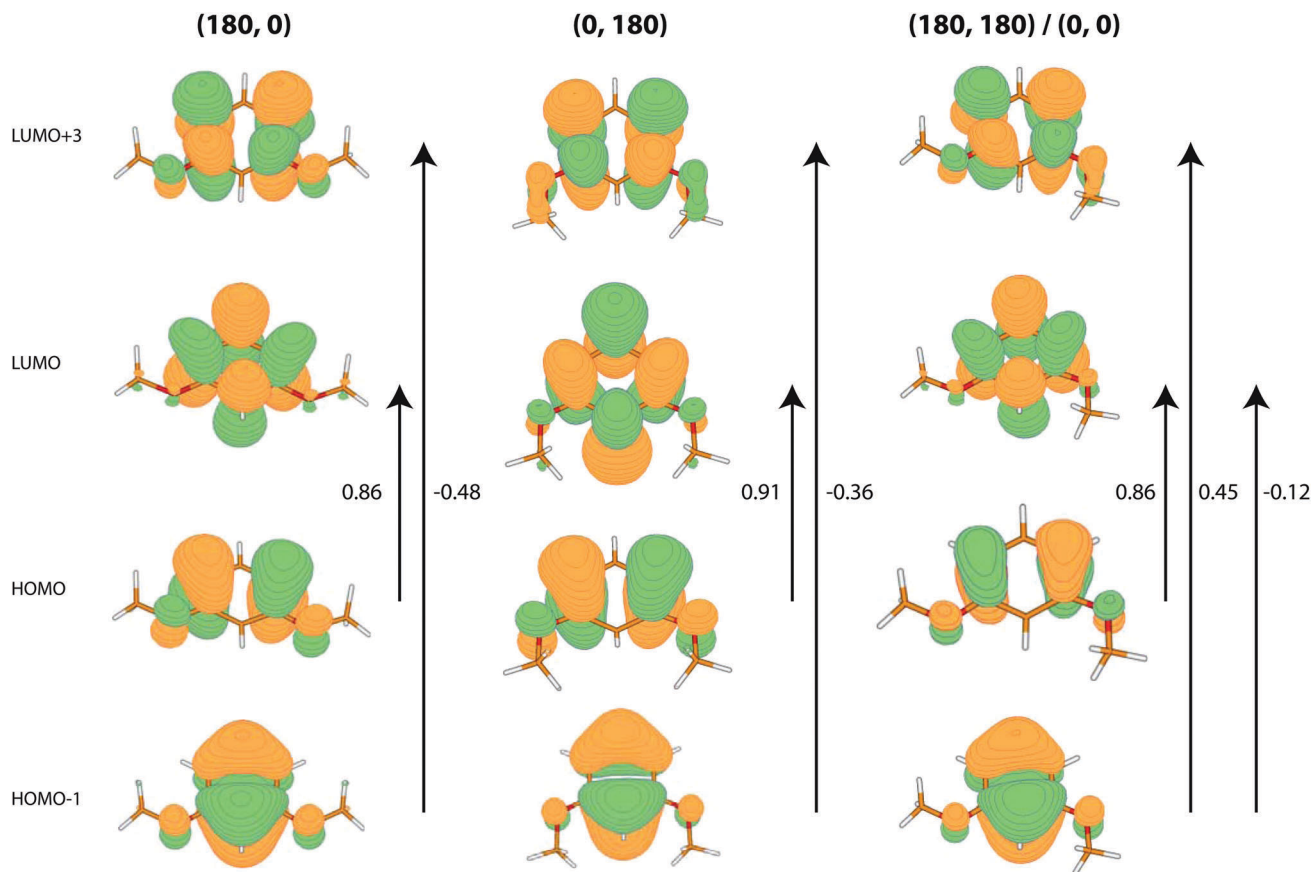 (180, 0) (0, 180) (180, 180) / (0, 0)
LUMO+3
LUMO
0.86 -0.48 0.91 -0.36 0.86 0.45 -0.12
HOMO
HOMO-1